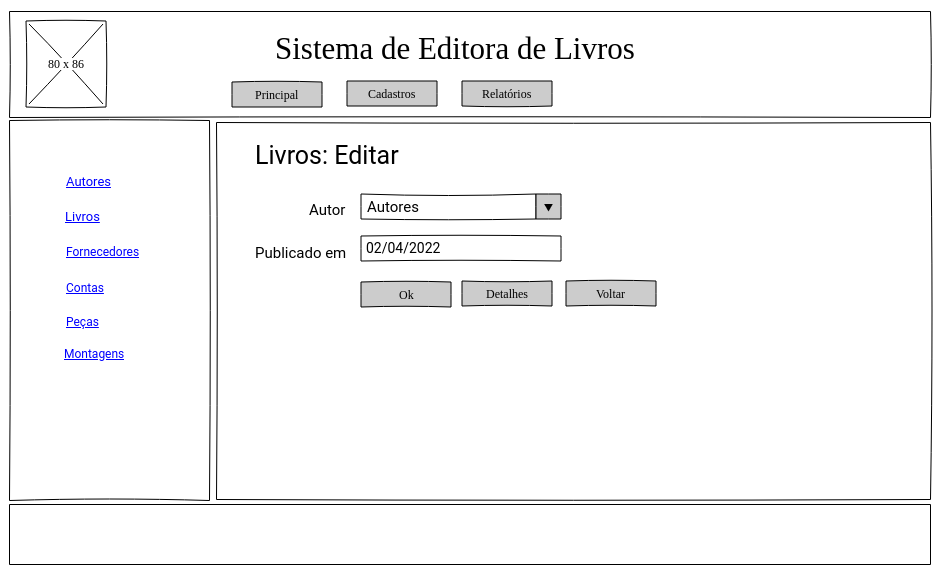 Sistema de Editora de Livros
80 x 86
Principal Cadastros Relatórios
Autores
Livros
Fornecedores
Contas
Peças
Montagens
Livros: Editar
Autor Autores
Publicado em 02/04/2022
Ok Detalhes Voltar